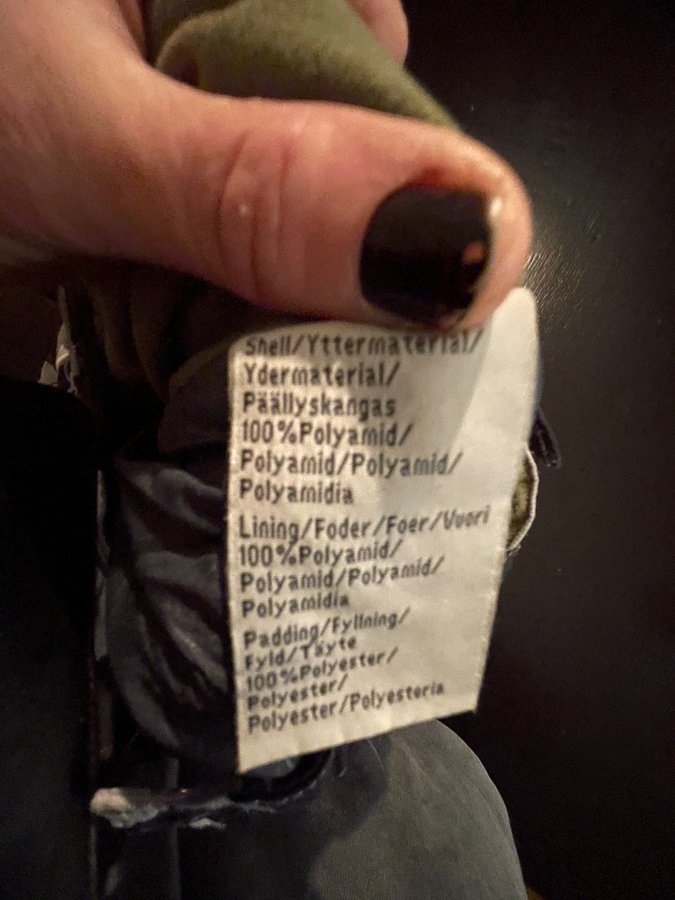 Shell/Yttermaterial/
Ydermaterial/
Päällyskangas
100%Polyamid/
Polyamid/Polyamid/
Polyamidia
Lining/Foder/Foer/Vuori
100%Polyamid/
Polyamid/Polyamid/
Polyamidia
Padding/Fyllning/
Fyld/Täyte
100%Polyester/
Polyester/
Polyester/Polyesteria